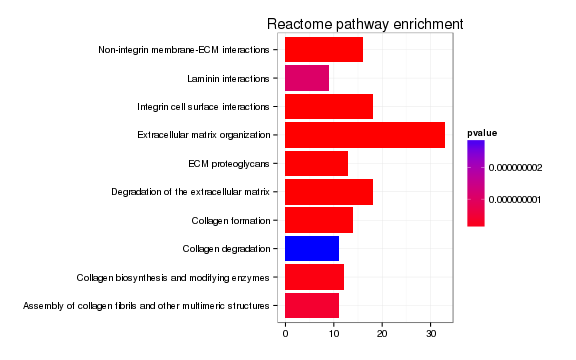 Reactome pathway enrichment
Non-integrin membrane-ECM interactions
Laminin interactions
Integrin cell surface interactions
Extracellular matrix organization
ECM proteoglycans
Degradation of the extracellular matrix
Collagen formation
Collagen degradation
Collagen biosynthesis and modifying enzymes
Assembly of collagen fibrils and other multimeric structures
0 10 20 30
pvalue
0.000000002
0.000000001